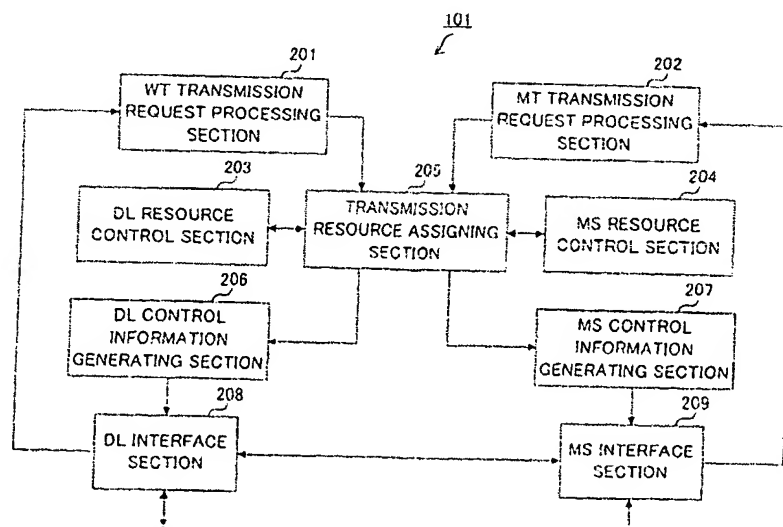 101
201
WT TRANSMISSION
REQUEST PROCESSING
SECTION
202
MT TRANSMISSION
REQUEST PROCESSING
SECTION
203
DL RESOURCE
CONTROL SECTION
205
TRANSMISSION
RESOURCE ASSIGNING
SECTION
204
MS RESOURCE
CONTROL SECTION
206
DL CONTROL
INFORMATION
GENERATING SECTION
207
MS CONTROL
INFORMATION
GENERATING SECTION
208
DL INTERFACE
SECTION
209
MS INTERFACE
SECTION